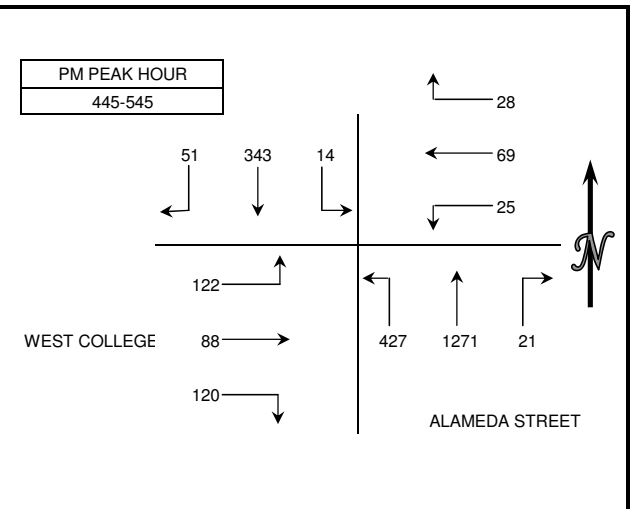 PM PEAK HOUR
445-545
28
51 343 14
69
25
N
122
WEST COLLEGE 88
427 1271 21
120
ALAMEDA STREET